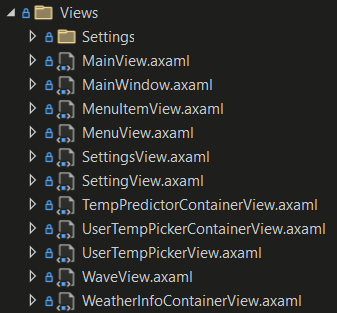 Views
Settings
MainView.axaml
MainWindow.axaml
MenuItemView.axaml
MenuView.axaml
SettingsView.axaml
SettingView.axaml
TempPredictorContainerView.axaml
UserTempPickerContainerView.axaml
UserTempPickerView.axaml
WaveView.axaml
WeatherInfoContainerView.axaml